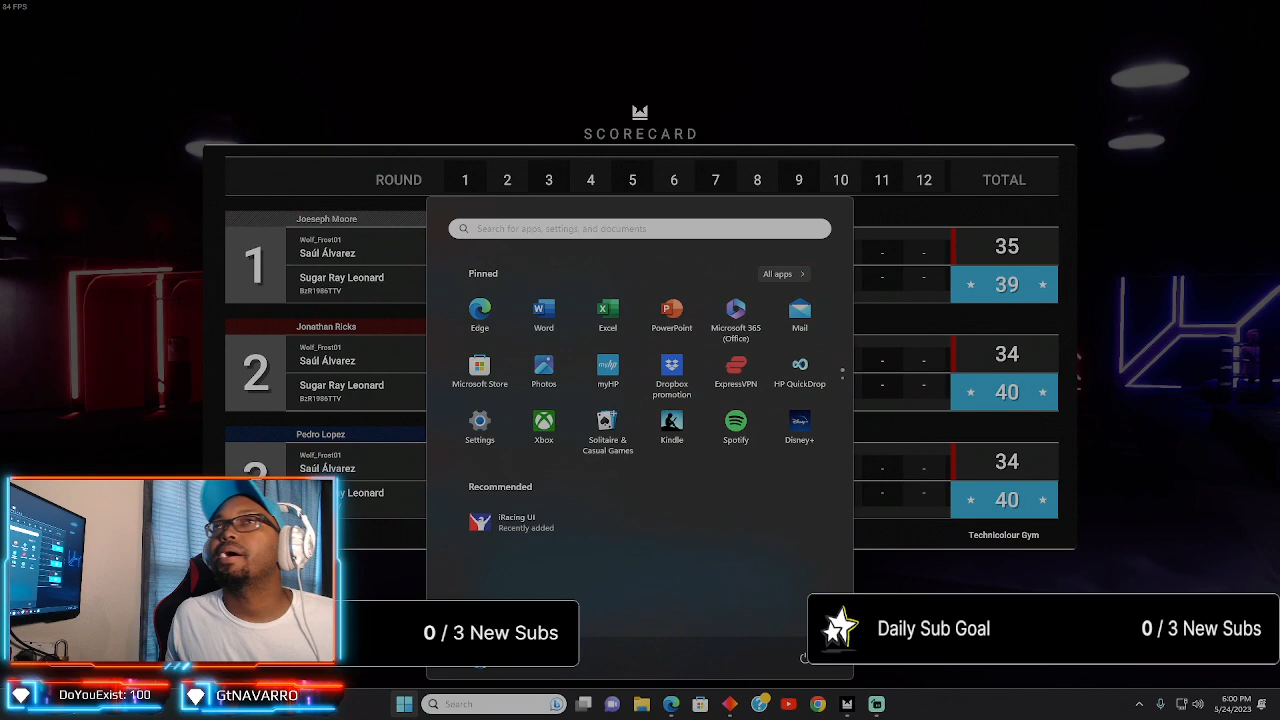 84 FPS
SCORECARD
ROUND 1 2 3 4 5 6 7 8 9 10 11 12 TOTAL
Joeseph Moore
1
Wolf_Frost01
Saúl Álvarez
- - 35
Sugar Ray Leonard
BzR1986TTV
- - 39
Jonathan Ricks
2
Wolf_Frost01
Saúl Álvarez
- - 34
Sugar Ray Leonard
BzR1986TTV
- - 40
Pedro Lopez
Wolf_Frost01
Saúl Álvarez
- - 34
Leonard
- - 40
Technicolour Gym
Search for apps, settings, and documents
Pinned
All apps >
Edge
Word
Excel
PowerPoint
Microsoft 365
(Office)
Mail
Microsoft Store
Photos
myHP
Dropbox
promotion
ExpressVPN
HP QuickDrop
Settings
Xbox
Solitaire &
Casual Games
Kindle
Spotify
Disney+
Recommended
iRacing UI
Recently added
0 / 3 New Subs
Daily Sub Goal 0 / 3 New Subs
DoYouExist: 100
GtNAVARRO
Search
6:00 PM
5/24/2023